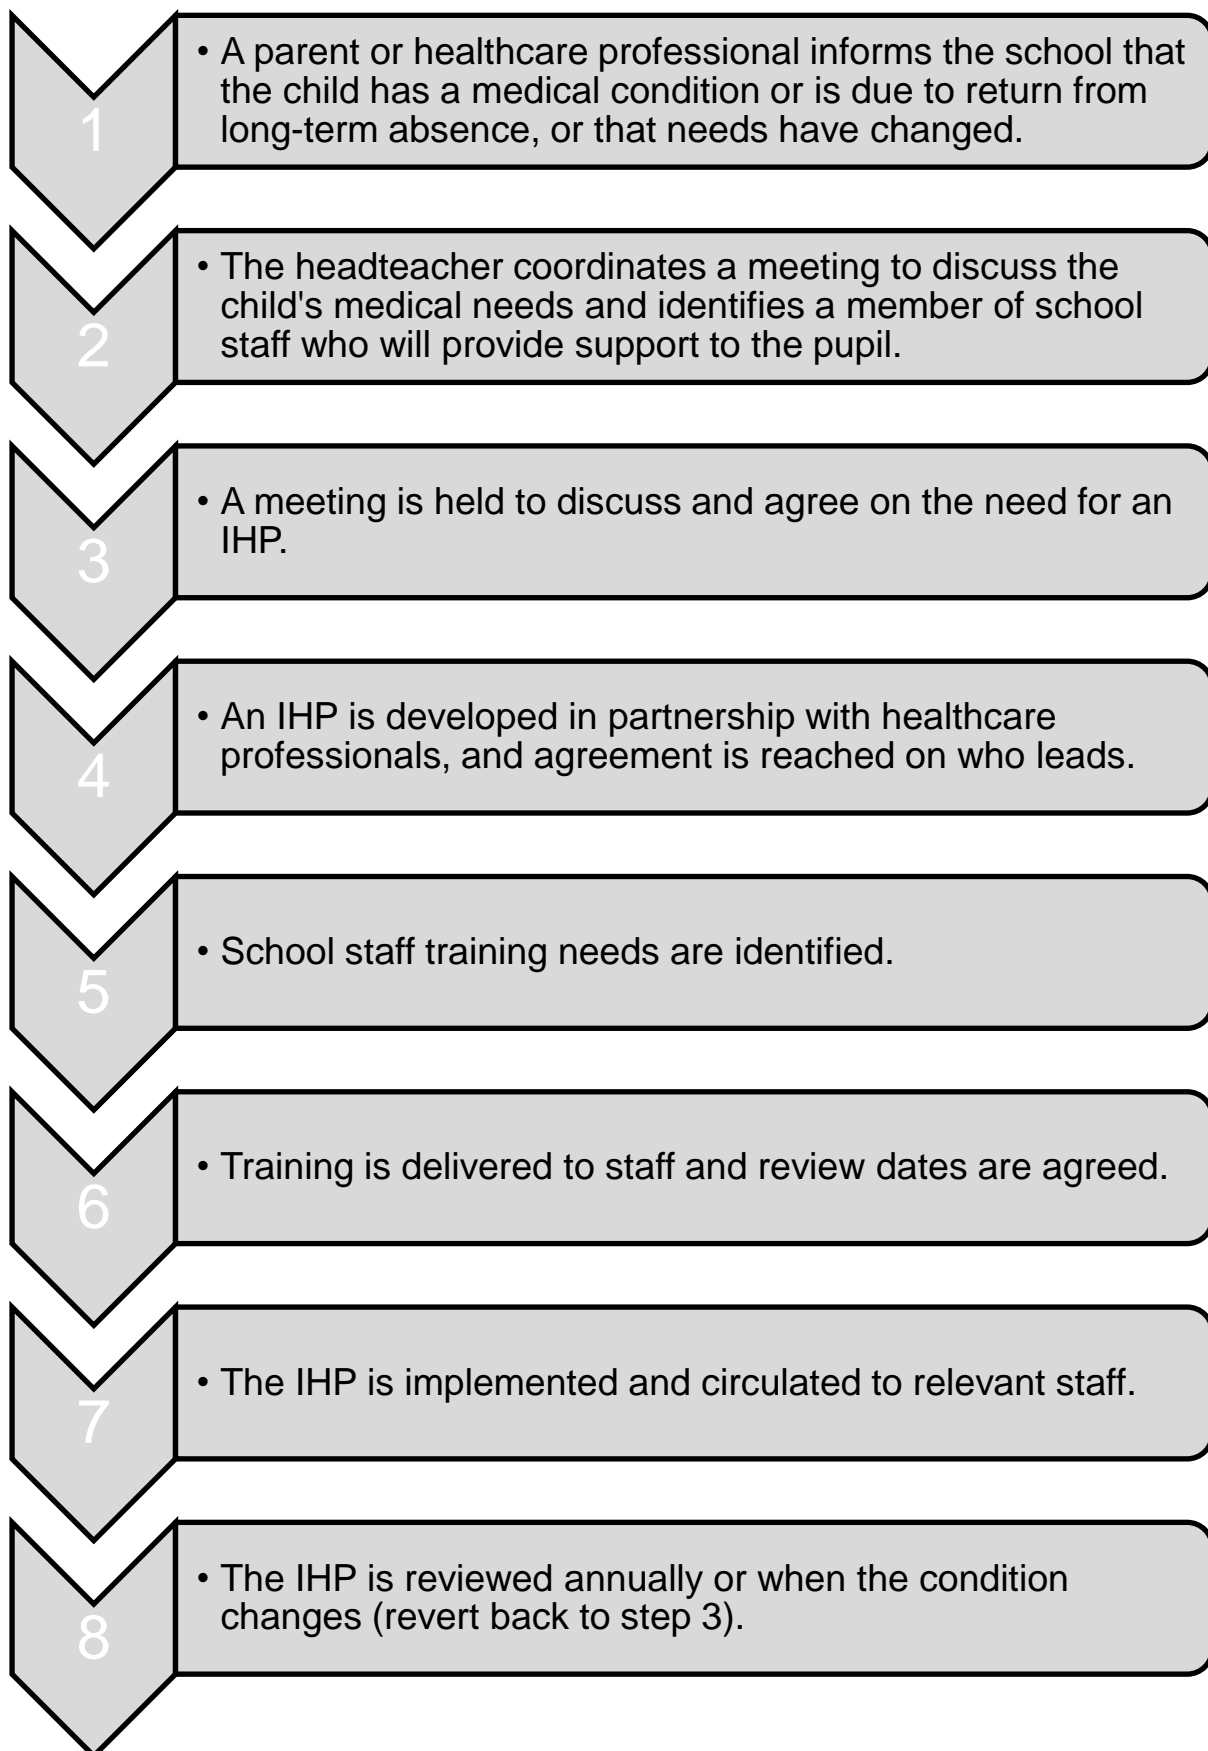 1
• A parent or healthcare professional informs the school that
the child has a medical condition or is due to return from
long-term absence, or that needs have changed.
2
• The headteacher coordinates a meeting to discuss the
child's medical needs and identifies a member of school
staff who will provide support to the pupil.
3
• A meeting is held to discuss and agree on the need for an
IHP.
4
• An IHP is developed in partnership with healthcare
professionals, and agreement is reached on who leads.
5
• School staff training needs are identified.
6
• Training is delivered to staff and review dates are agreed.
7
• The IHP is implemented and circulated to relevant staff.
8
• The IHP is reviewed annually or when the condition
changes (revert back to step 3).